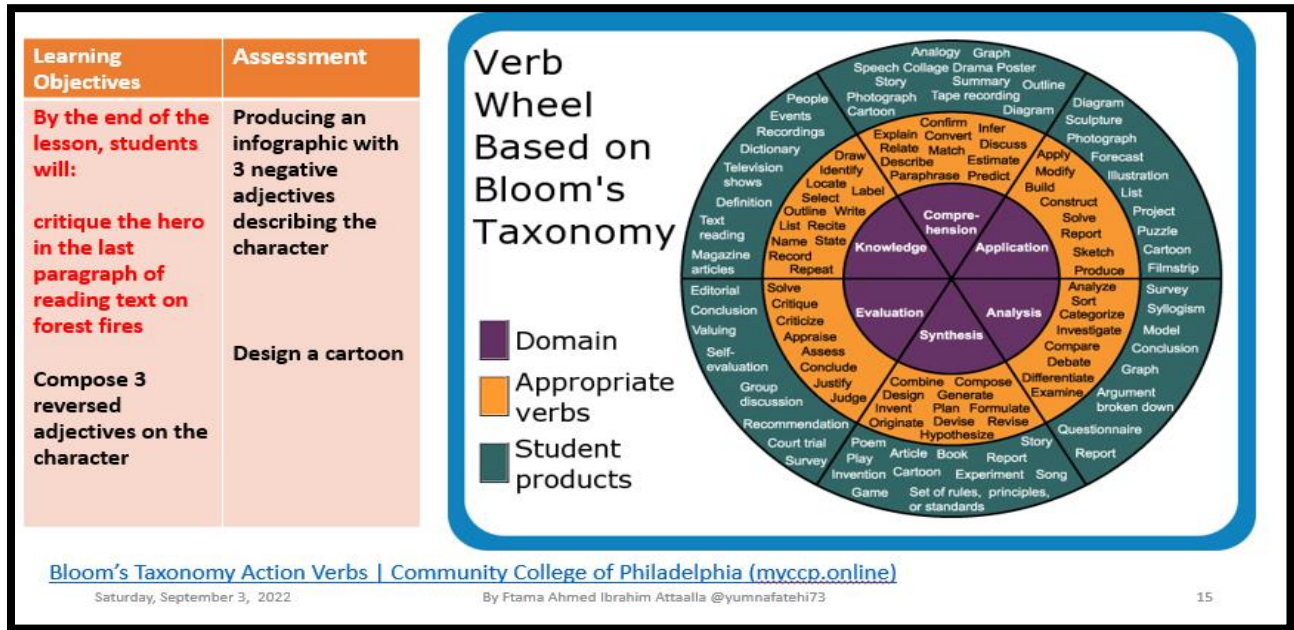 Learning
Objectives
Assessment
By the end of the
lesson, students
will:
critique the hero
in the last
paragraph of
reading text on
forest fires
Compose 3
reversed
adjectives on the
character
Producing an
infographic with
3 negative
adjectives
describing the
character
Design a cartoon
Verb
Wheel
Based on
Bloom's
Taxonomy
Domain
Appropriate
verbs
Student
products
Knowledge
Compre-
hension
Application
Analysis
Synthesis
Evaluation
Draw
Identify
Locate
Label
Select
Outline Write
List Recite
Name State
Record
Repeat
Confirm
Explain Convert Infer
Relate Match Discuss
Describe Estimate
Paraphrase Predict
Apply
Modify
Build
Construct
Solve
Report
Sketch
Produce
Analyze
Sort
Categorize
Investigate
Compare
Debate
Differentiate
Examine
Combine Compose
Design Generate
Invent Plan Formulate
Originate Devise Revise
Hypothesize
Solve
Critique
Criticize
Appraise
Assess
Conclude
Justify
Judge
People
Events
Recordings
Dictionary
Television
shows
Definition
Text
reading
Magazine
articles
Analogy Graph
Speech Collage Drama Poster
Story Summary Outline
Photograph Tape recording
Cartoon Diagram
Diagram
Sculpture
Photograph
Forecast
Illustration
List
Project
Puzzle
Cartoon
Filmstrip
Survey
Syllogism
Model
Conclusion
Graph
Argument
broken down
Questionnaire
Report
Poem Story
Play Article Book Report
Invention Cartoon Experiment Song
Game Set of rules, principles,
or standards
Editorial
Conclusion
Valuing
Self-
evaluation
Group
discussion
Recommendation
Court trial
Survey
Bloom’s Taxonomy Action Verbs | Community College of Philadelphia (myccp.online)
Saturday, September 3, 2022
By Ftama Ahmed Ibrahim Attaalla @yumnafatehi73
15